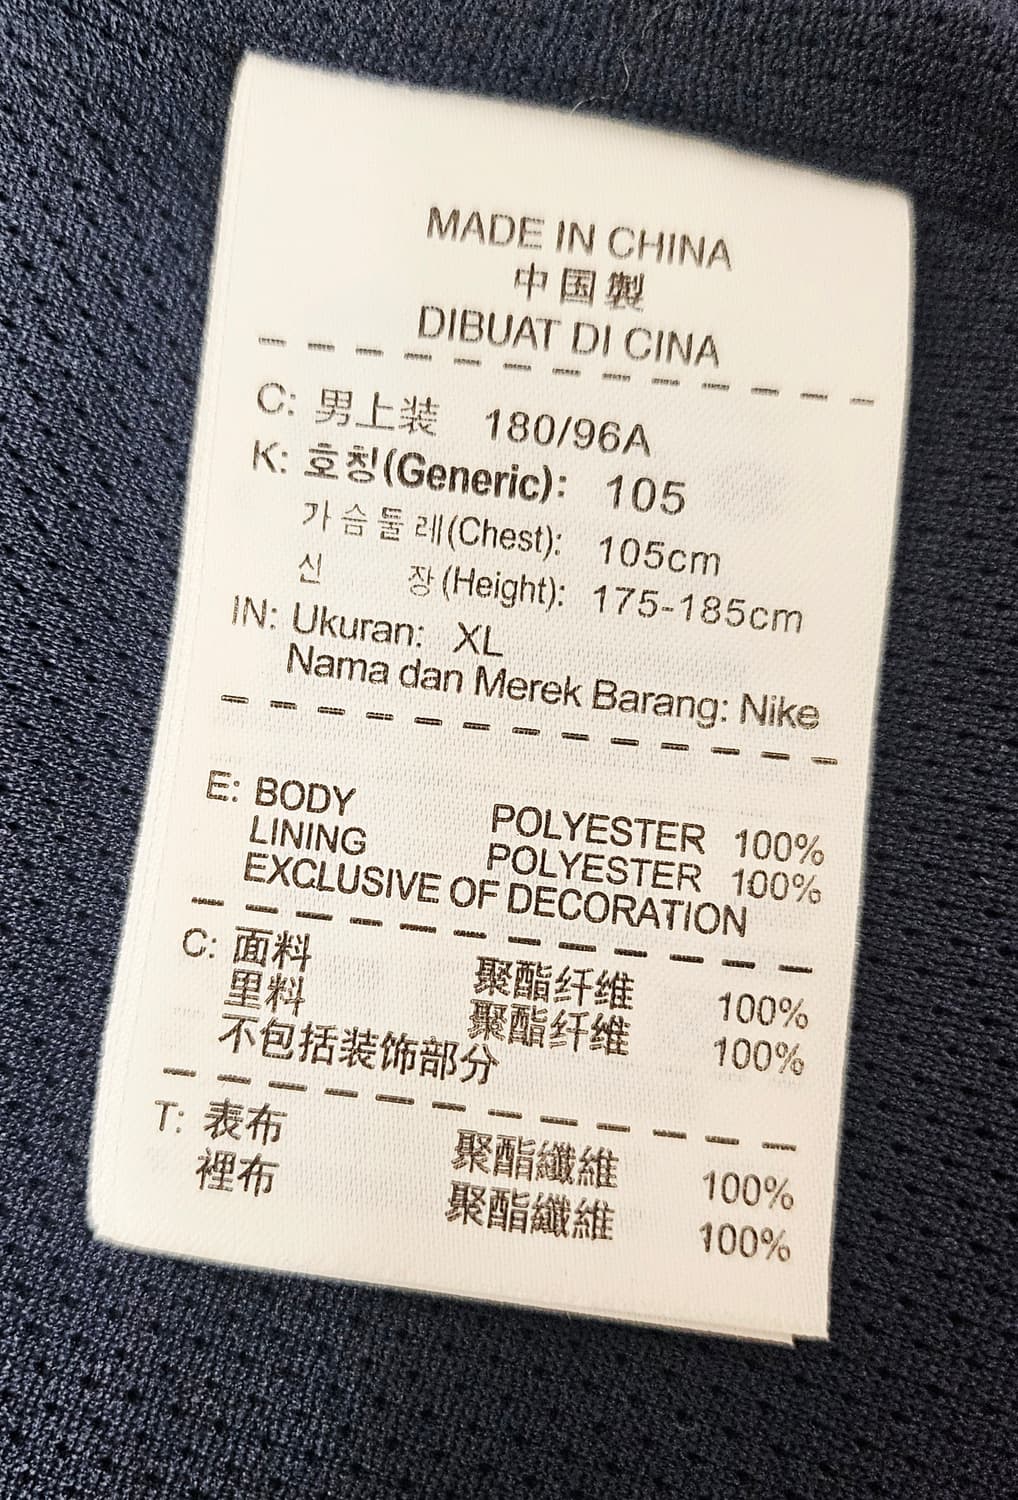 MADE IN CHINA
中国製
DIBUAT DI CINA
C: 男上装 180/96A
K: 호칭(Generic): 105
가슴둘레(Chest): 105cm
신 장(Height): 175-185cm
IN: Ukuran: XL
Nama dan Merek Barang: Nike
E: BODY POLYESTER 100%
LINING POLYESTER 100%
EXCLUSIVE OF DECORATION
C: 面料 聚酯纤维 100%
里料 聚酯纤维 100%
不包括装饰部分
T: 表布 聚酯纖維 100%
裡布 聚酯纖維 100%